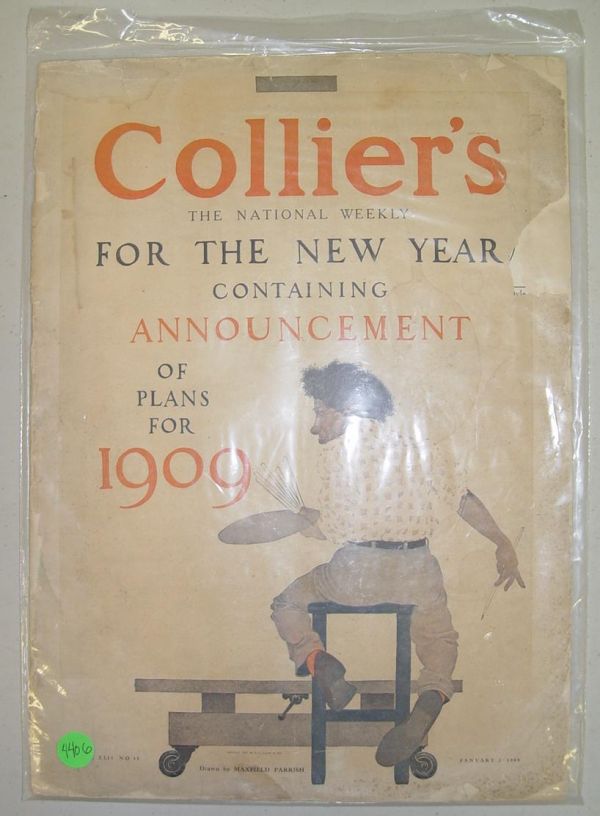 Collier's
THE NATIONAL WEEKLY
FOR THE NEW YEAR
CONTAINING
ANNOUNCEMENT
OF
PLANS
FOR
1909
4406
Drawn by MAXFIELD PARRISH